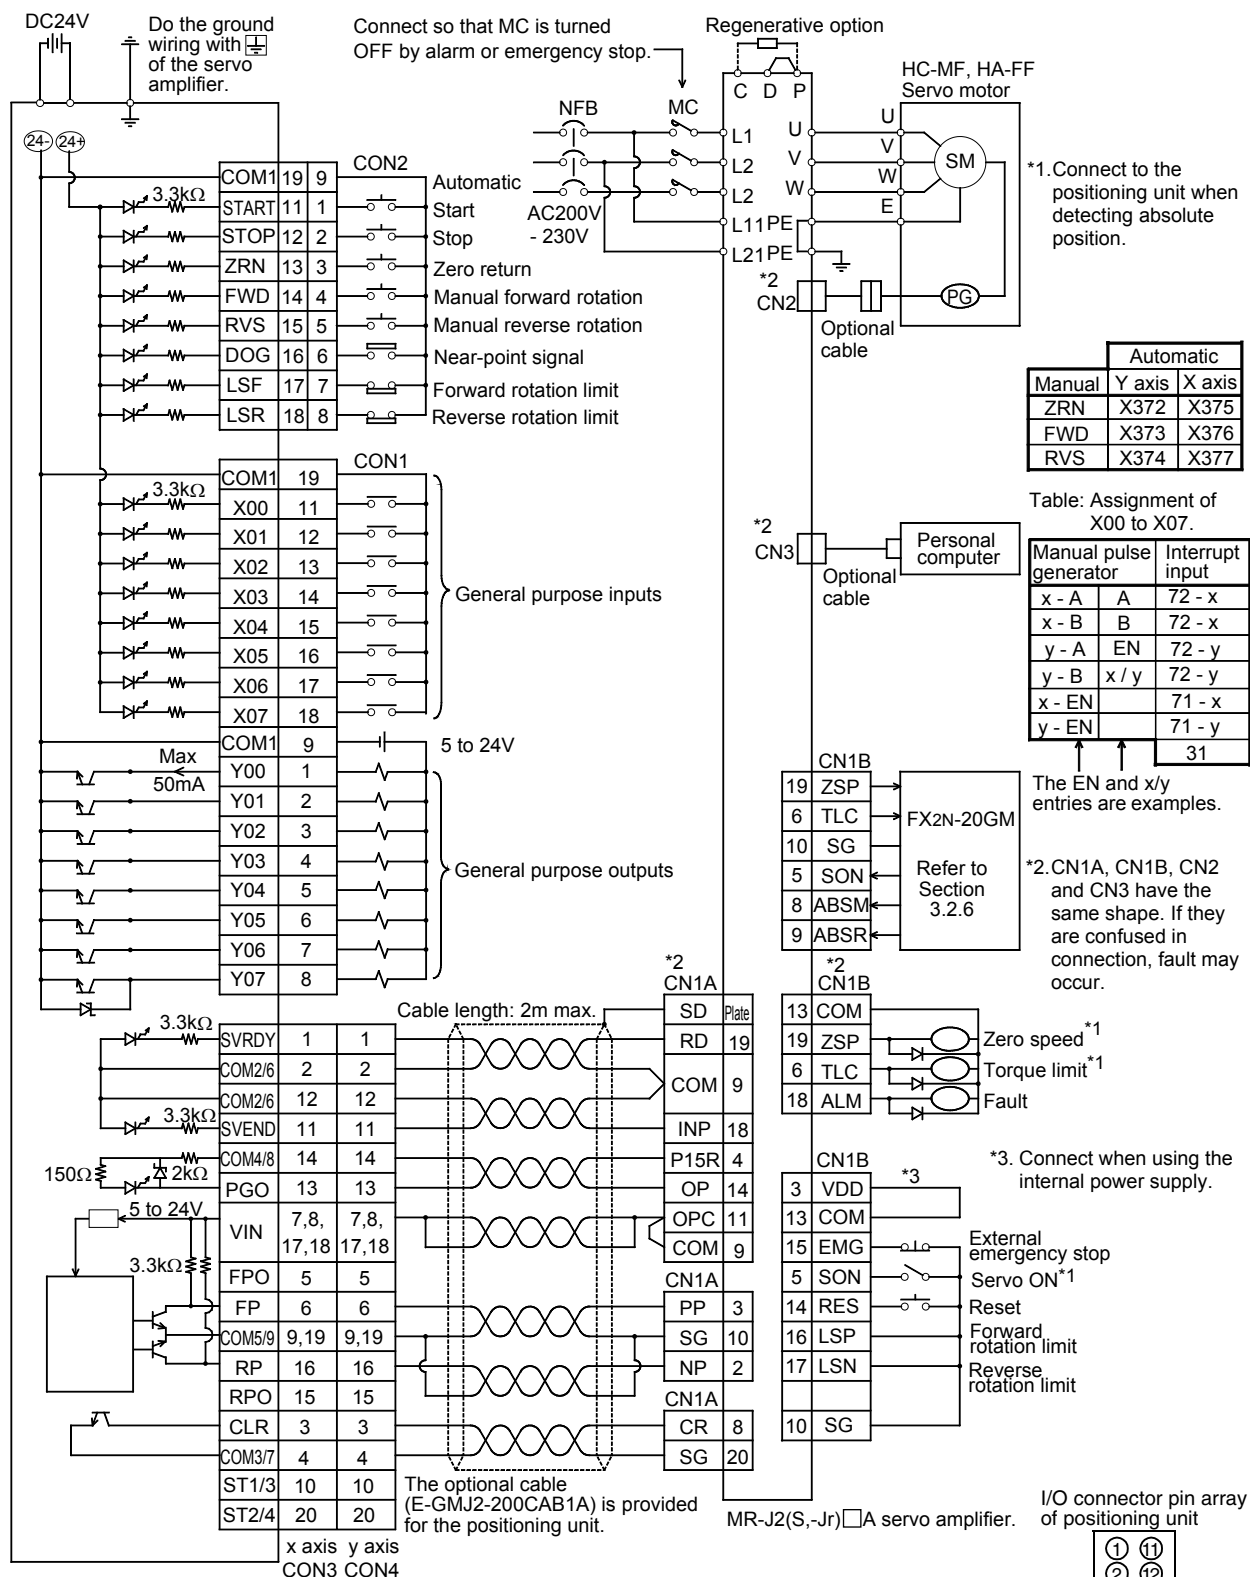 DC24V
Do the ground
wiring with
of the servo
amplifier.
Connect so that MC is turned
OFF by alarm or emergency stop.
Regenerative option
C D P
HC-MF, HA-FF
Servo motor
NFB
MC
L1
L2
L2
L11
L21
U
V
W
PE
PE
U
V
W
E
SM
PG
AC200V
- 230V
*2
CN2
Optional
cable
*1.Connect to the
positioning unit when
detecting absolute
position.
24-
24+
CON2
COM1 19 9
3.3kΩ
START 11 1
STOP 12 2
ZRN 13 3
FWD 14 4
RVS 15 5
DOG 16 6
LSF 17 7
LSR 18 8
Automatic
Start
Stop
Zero return
Manual forward rotation
Manual reverse rotation
Near-point signal
Forward rotation limit
Reverse rotation limit
Automatic
Manual Y axis X axis
ZRN X372 X375
FWD X373 X376
RVS X374 X377
CON1
COM1 19
3.3kΩ
X00 11
X01 12
X02 13
X03 14
X04 15
X05 16
X06 17
X07 18
General purpose inputs
COM1 9
5 to 24V
Max
50mA
Y00 1
Y01 2
Y02 3
Y03 4
Y04 5
Y05 6
Y06 7
Y07 8
General purpose outputs
*2
CN3
Optional
cable
Personal
computer
Table: Assignment of
X00 to X07.
Manual pulse
generator
Interrupt
input
x - A A 72 - x
x - B B 72 - x
y - A EN 72 - y
y - B x / y 72 - y
x - EN 71 - x
y - EN 71 - y
31
The EN and x/y
entries are examples.
CN1B
19 ZSP
6 TLC
10 SG
5 SON
8 ABSM
9 ABSR
FX2N-20GM
Refer to
Section
3.2.6
*2.CN1A, CN1B, CN2
and CN3 have the
same shape. If they
are confused in
connection, fault may
occur.
Cable length: 2m max.
3.3kΩ
SVRDY 1 1
COM2/6 2 2
COM2/6 12 12
3.3kΩ
SVEND 11 11
COM4/8 14 14
150Ω
2kΩ
PGO 13 13
5 to 24V
VIN
7,8, 7,8,
17,18 17,18
3.3kΩ
FPO 5 5
FP 6 6
COM5/9 9,19 9,19
RP 16 16
RPO 15 15
CLR 3 3
COM3/7 4 4
ST1/3 10 10
ST2/4 20 20
x axis y axis
CON3 CON4
The optional cable
(E-GMJ2-200CAB1A) is provided
for the positioning unit.
*2
CN1A
SD Plate
RD 19
COM 9
INP 18
P15R 4
OP 14
OPC 11
COM 9
CN1A
PP 3
SG 10
NP 2
CN1A
CR 8
SG 20
*2
CN1B
13 COM
19 ZSP
6 TLC
18 ALM
Zero speed*1
Torque limit*1
Fault
CN1B
*3
3 VDD
13 COM
15 EMG
5 SON
14 RES
16 LSP
17 LSN
10 SG
External
emergency stop
Servo ON*1
Reset
Forward
rotation limit
Reverse
rotation limit
*3. Connect when using the
internal power supply.
MR-J2(S,-Jr)□A servo amplifier.
I/O connector pin array
of positioning unit
1 11
2 12